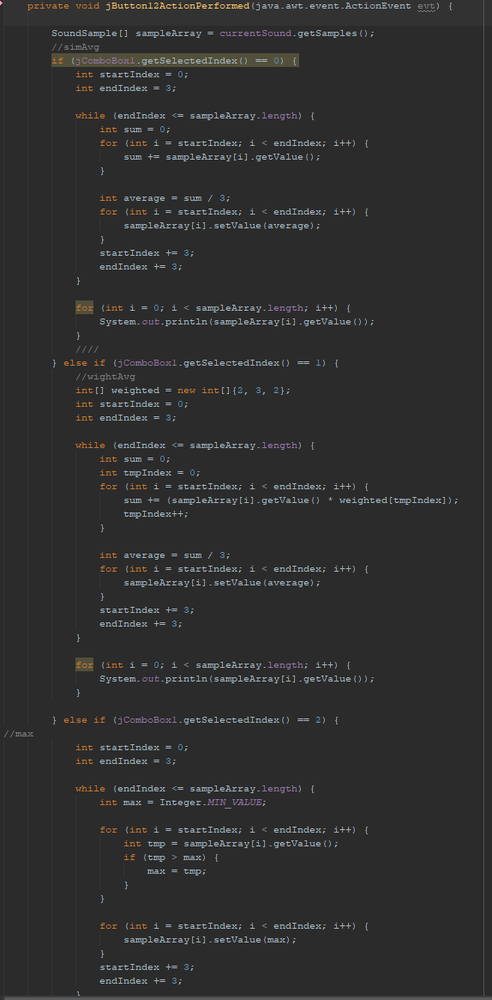 private void jButton12ActionPerformed(java.awt.event.ActionEvent evt) {
SoundSample[] sampleArray = currentSound.getSamples();
//simAvg
if (jComboBox1.getSelectedIndex() == 0) {
int startIndex = 0;
int endIndex = 3;
while (endIndex <= sampleArray.length) {
int sum = 0;
for (int i = startIndex; i < endIndex; i++) {
sum += sampleArray[i].getValue();
}
int average = sum / 3;
for (int i = startIndex; i < endIndex; i++) {
sampleArray[i].setValue(average);
}
startIndex += 3;
endIndex += 3;
}
for (int i = 0; i < sampleArray.length; i++) {
System.out.println(sampleArray[i].getValue());
}
////
} else if (jComboBox1.getSelectedIndex() == 1) {
//wightAvg
int[] weighted = new int[]{2, 3, 2};
int startIndex = 0;
int endIndex = 3;
while (endIndex <= sampleArray.length) {
int sum = 0;
int tmpIndex = 0;
for (int i = startIndex; i < endIndex; i++) {
sum += (sampleArray[i].getValue() * weighted[tmpIndex]);
tmpIndex++;
}
int average = sum / 3;
for (int i = startIndex; i < endIndex; i++) {
sampleArray[i].setValue(average);
}
startIndex += 3;
endIndex += 3;
}
for (int i = 0; i < sampleArray.length; i++) {
System.out.println(sampleArray[i].getValue());
}
} else if (jComboBox1.getSelectedIndex() == 2) {
//max
int startIndex = 0;
int endIndex = 3;
while (endIndex <= sampleArray.length) {
int max = Integer.MIN_VALUE;
for (int i = startIndex; i < endIndex; i++) {
int tmp = sampleArray[i].getValue();
if (tmp > max) {
max = tmp;
}
}
for (int i = startIndex; i < endIndex; i++) {
sampleArray[i].setValue(max);
}
startIndex += 3;
endIndex += 3;
}